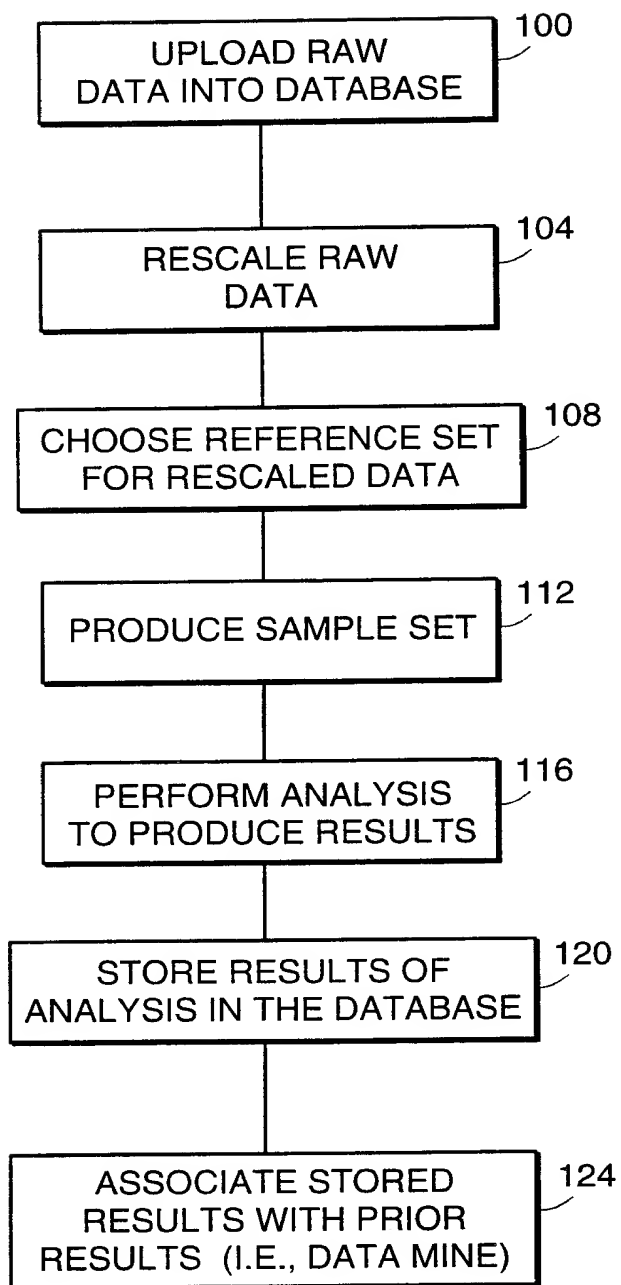 100
UPLOAD RAW
DATA INTO DATABASE
104
RESCALE RAW
DATA
108
CHOOSE REFERENCE SET
FOR RESCALED DATA
112
PRODUCE SAMPLE SET
116
PERFORM ANALYSIS
TO PRODUCE RESULTS
120
STORE RESULTS OF
ANALYSIS IN THE DATABASE
124
ASSOCIATE STORED
RESULTS WITH PRIOR
RESULTS (I.E., DATA MINE)